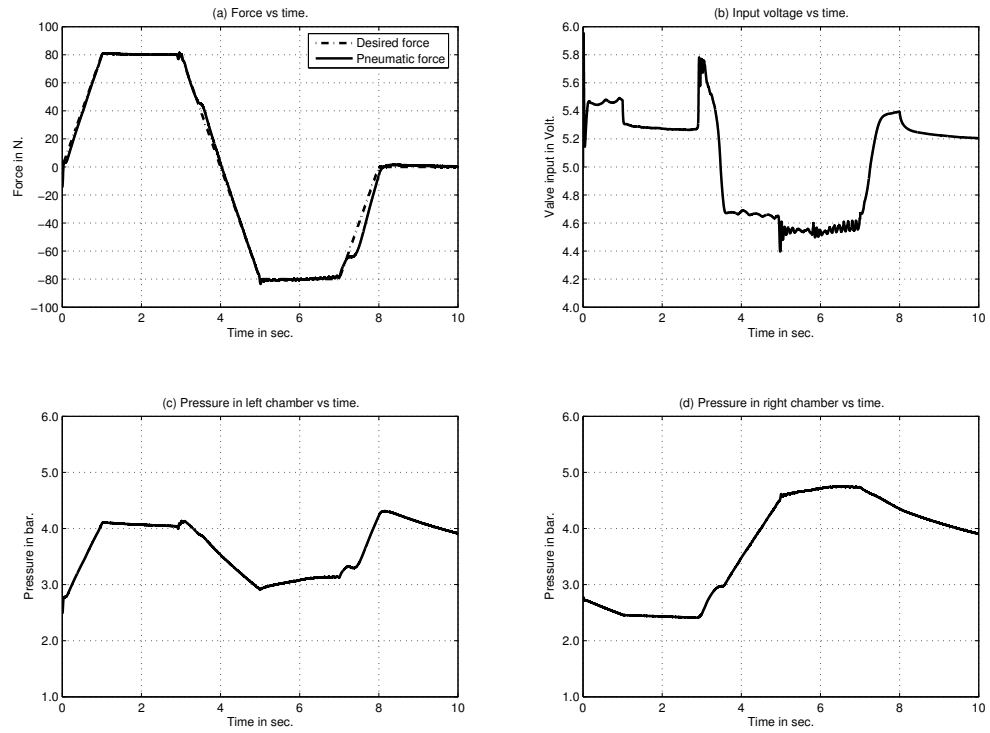 (a) Force vs time.
100
80
60
40
20
0
−20
−40
−60
−80
−100
Force in N.
Desired force
Pneumatic force
0 2 4 6 8 10
Time in sec.
(b) Input voltage vs time.
6.0
5.8
5.6
5.4
5.2
5.0
4.8
4.6
4.4
4.2
4.0
Valve input in Volt.
0 2 4 6 8 10
Time in sec.
(c) Pressure in left chamber vs time.
6.0
5.0
4.0
3.0
2.0
1.0
Pressure in bar.
0 2 4 6 8 10
Time in sec.
(d) Pressure in right chamber vs time.
6.0
5.0
4.0
3.0
2.0
1.0
Pressure in bar.
0 2 4 6 8 10
Time in sec.